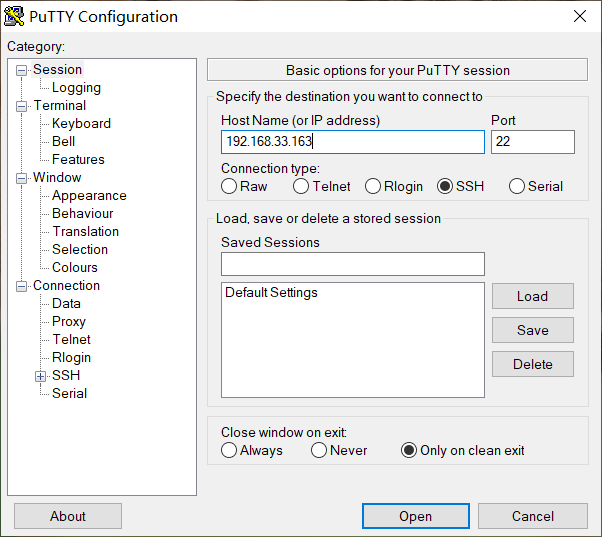 PuTTY Configuration
Category:
Session
Logging
Terminal
Keyboard
Bell
Features
Window
Appearance
Behaviour
Translation
Selection
Colours
Connection
Data
Proxy
Telnet
Rlogin
SSH
Serial
Basic options for your PuTTY session
Specify the destination you want to connect to
Host Name (or IP address) Port
192.168.33.163 22
Connection type:
Raw Telnet Rlogin SSH Serial
Load, save or delete a stored session
Saved Sessions
Default Settings
Load
Save
Delete
Close window on exit:
Always Never Only on clean exit
About Open Cancel